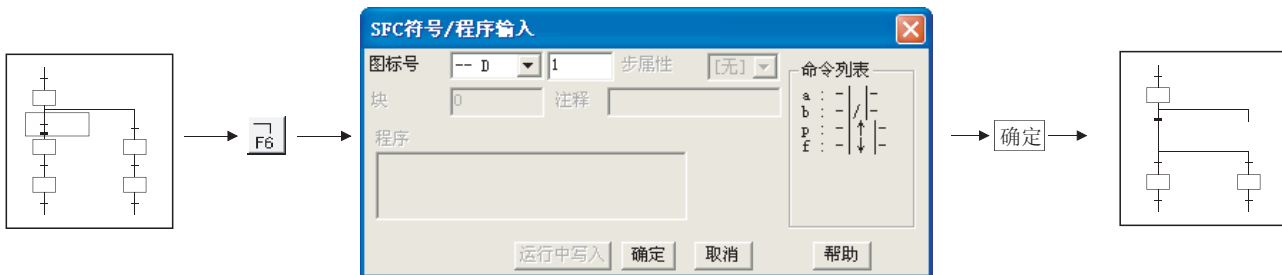 SFC符号/程序输入
图标号 -- D 1 步属性 [无]
块 0 注释
程序
命令列表
a : -| |-
b : -|/|-
p : -|↑|-
f : -|↓|-
F6
确定
运行中写入 确定 取消 帮助